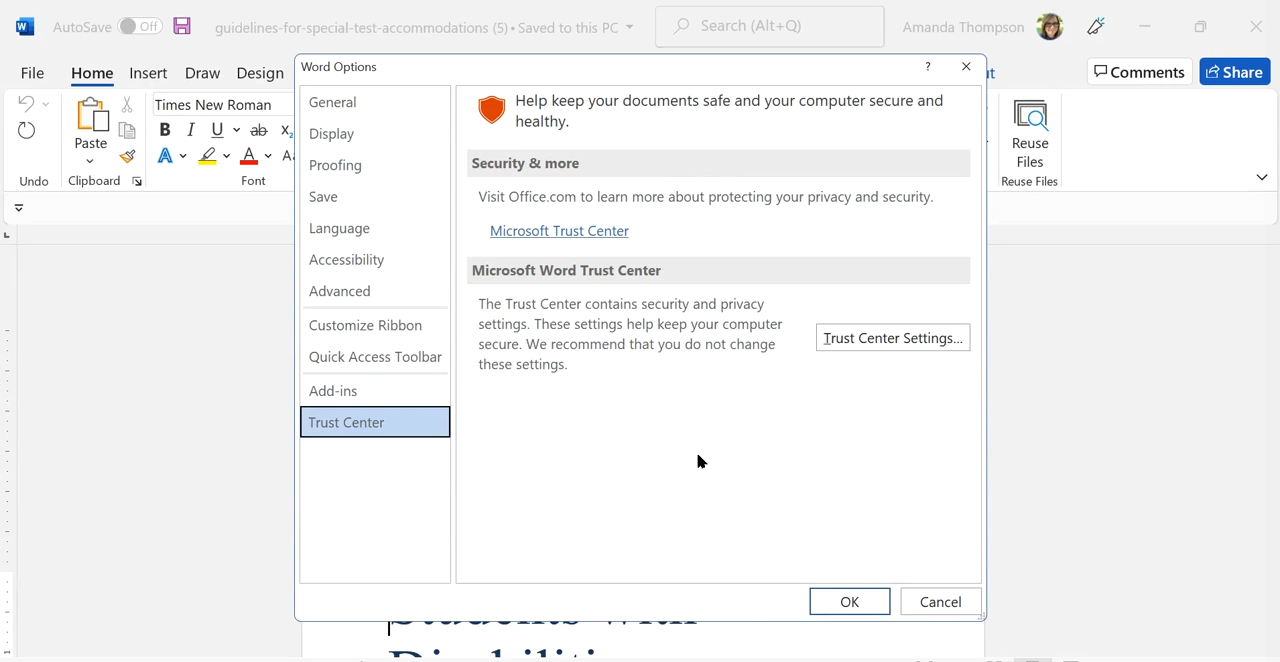 AutoSave Off guidelines-for-special-test-accommodations (5) • Saved to this PC Search (Alt+Q) Amanda Thompson
File Home Insert Draw Design Comments Share
Times New Roman
Paste B I U ab x₂
A A Aa
Undo Clipboard Font
Reuse
Files
Reuse Files
Word Options ?
General
Display
Proofing
Save
Language
Accessibility
Advanced
Customize Ribbon
Quick Access Toolbar
Add-ins
Trust Center
Help keep your documents safe and your computer secure and
healthy.
Security & more
Visit Office.com to learn more about protecting your privacy and security.
Microsoft Trust Center
Microsoft Word Trust Center
The Trust Center contains security and privacy
settings. These settings help keep your computer
secure. We recommend that you do not change
these settings.
Trust Center Settings...
OK Cancel
Students With